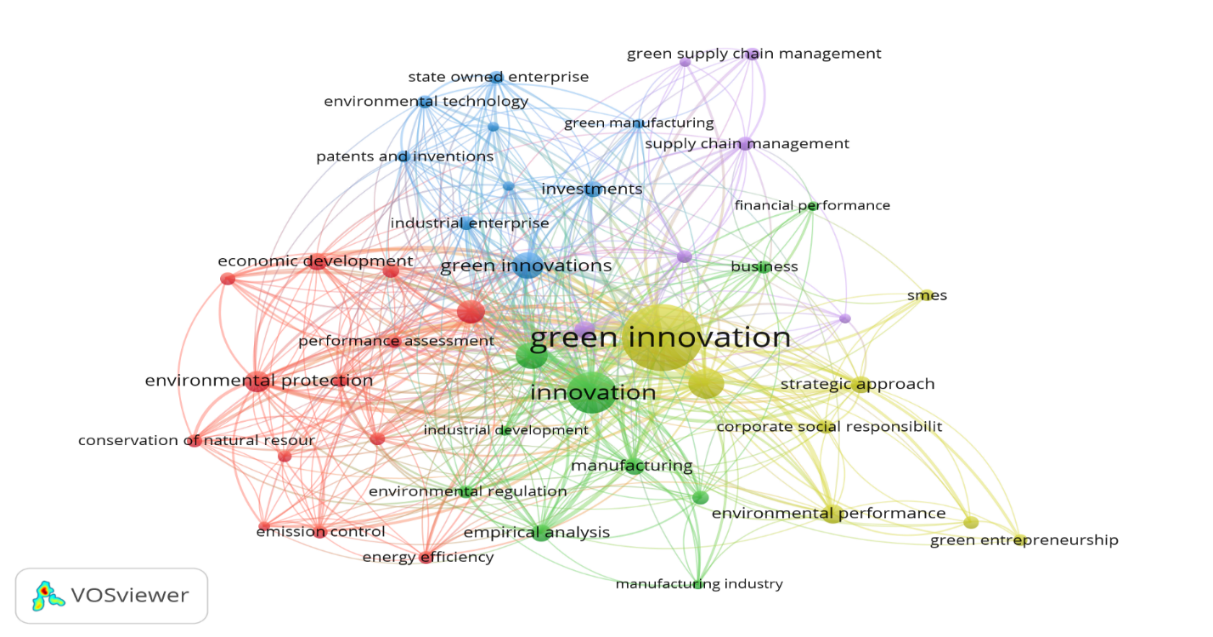 green supply chain management
state owned enterprise
environmental technology
green manufacturing
supply chain management
patents and inventions
investments
financial performance
industrial enterprise
economic development
green innovations
business
smes
green innovation
performance assessment
environmental protection
strategic approach
innovation
corporate social responsibilit
industrial development
conservation of natural resour
manufacturing
environmental regulation
environmental performance
emission control
empirical analysis
green entrepreneurship
energy efficiency
manufacturing industry
VOSviewer